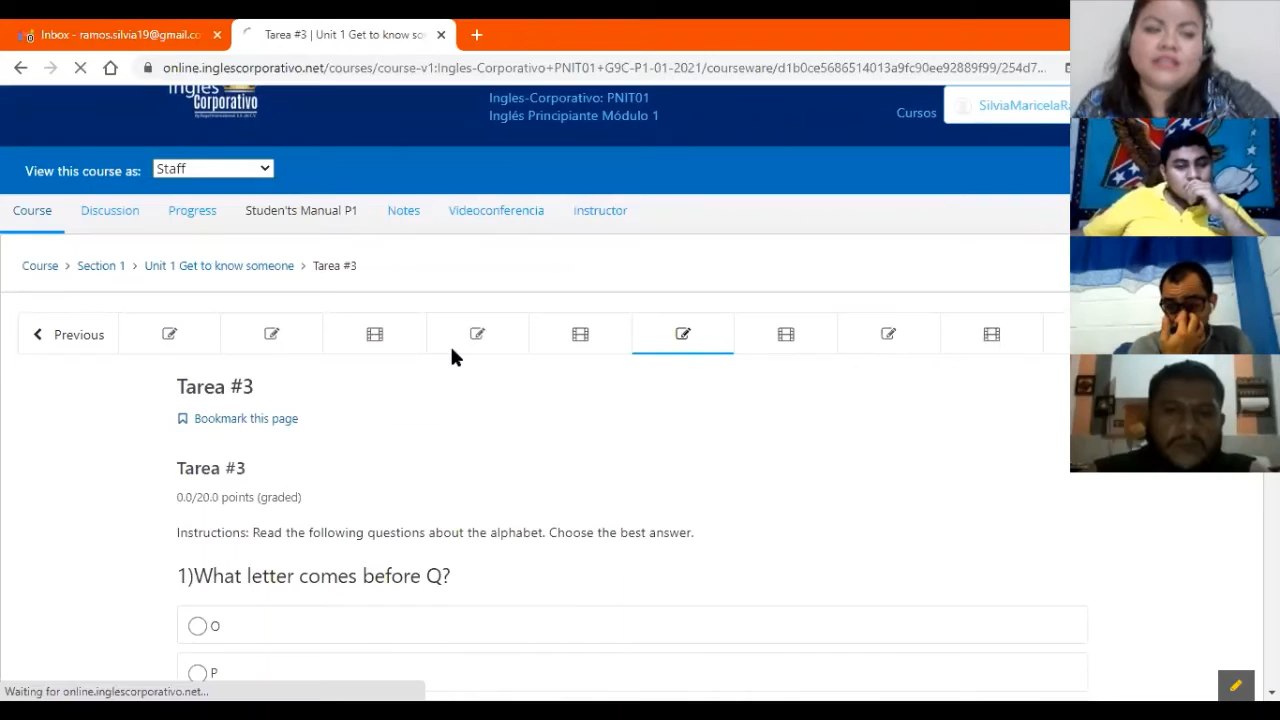 Inbox - ramos.silvia19@gmail.co
Tarea #3 | Unit 1 Get to know so
online.inglescorporativo.net/courses/course-v1:Ingles-Corporativo+PNIT01+G9C-P1-01-2021/courseware/d1b0ce5686514013a9fc90ee92889f99/254d7...
Ingles
Corporativo
Ingles-Corporativo: PNIT01
Inglés Principiante Módulo 1
Cursos
SilviaMaricelaRa
View this course as:
Staff
Course
Discussion
Progress
Studen'ts Manual P1
Notes
Videoconferencia
Instructor
Course > Section 1 > Unit 1 Get to know someone > Tarea #3
Previous
Tarea #3
Bookmark this page
Tarea #3
0.0/20.0 points (graded)
Instructions: Read the following questions about the alphabet. Choose the best answer.
1)What letter comes before Q?
O
P
Waiting for online.inglescorporativo.net...